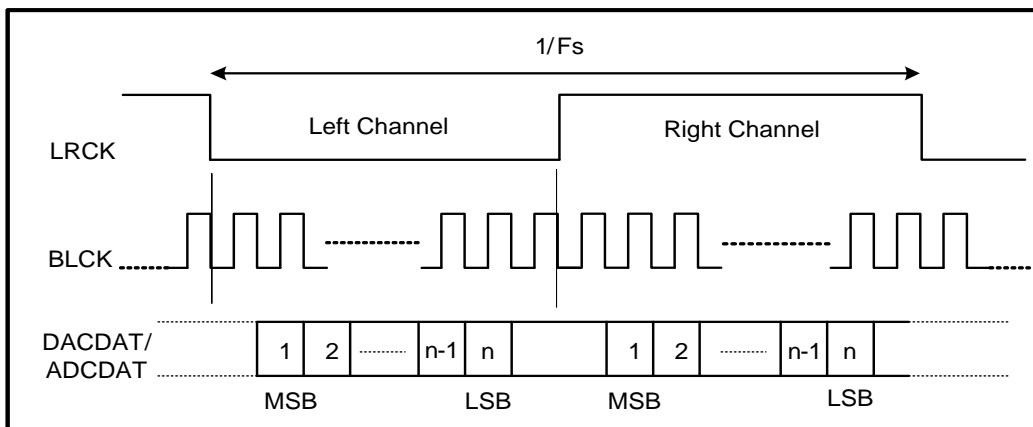 1/Fs
Left Channel
Right Channel
LRCK
BLCK
DACDAT/
ADCDAT
1 2 n-1 n 1 2 n-1 n
MSB LSB MSB LSB